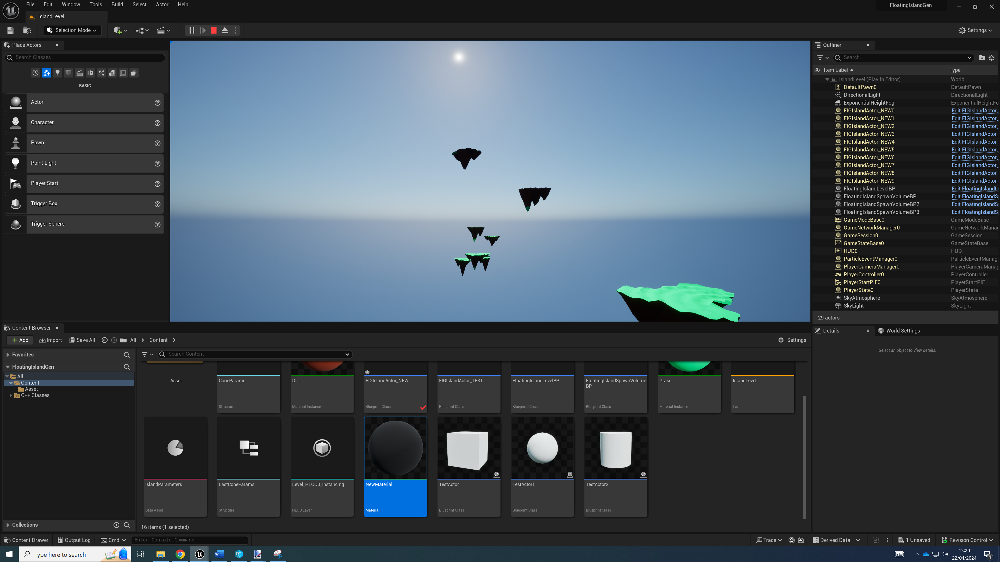 File Edit Window Tools Build Select Actor Help
FloatingIslandGen
IslandLevel
Selection Mode
Settings
Place Actors
Search Classes
BASIC
Actor
Character
Pawn
Point Light
Player Start
Trigger Box
Trigger Sphere
Outliner
Search...
Item Label Type
IslandLevel (Play In Editor) World
DefaultPawn0 DefaultPawn
DirectionalLight DirectionalLight
ExponentialHeightFog ExponentialHeightFo
FIGIslandActor_NEW0 Edit FIGIslandActor_
FIGIslandActor_NEW1 Edit FIGIslandActor_
FIGIslandActor_NEW2 Edit FIGIslandActor_
FIGIslandActor_NEW3 Edit FIGIslandActor_
FIGIslandActor_NEW4 Edit FIGIslandActor_
FIGIslandActor_NEW5 Edit FIGIslandActor_
FIGIslandActor_NEW6 Edit FIGIslandActor_
FIGIslandActor_NEW7 Edit FIGIslandActor_
FIGIslandActor_NEW8 Edit FIGIslandActor_
FIGIslandActor_NEW9 Edit FIGIslandActor_
FloatingIslandLevelBP Edit FloatingIslandL
FloatingIslandSpawnVolumeBP Edit FloatingIslandS
FloatingIslandSpawnVolumeBP2 Edit FloatingIslandS
FloatingIslandSpawnVolumeBP3 Edit FloatingIslandS
GameModeBase0 GameModeBase
GameNetworkManager0 GameNetworkManag
GameSession0 GameSession
GameStateBase0 GameStateBase
HUD0 HUD
ParticleEventManager0 ParticleEventManage
PlayerCameraManager0 PlayerCameraManag
PlayerController0 PlayerController
PlayerStartPIE0 PlayerStartPIE
PlayerState0 PlayerState
SkyAtmosphere SkyAtmosphere
SkyLight SkyLight
29 actors
Details World Settings
Select an object to view details.
Content Browser
Add Import Save All All Content Settings
Favorites
Search Content
FloatingIslandGen
All
Content
Asset
C++ Classes
Collections
Asset
ConeParams
Structure
Dirt
Material Instance
FIGIslandActor_NEW
Blueprint Class
FIGIslandActor_TEST
Blueprint Class
FloatingIslandLevelBP
Blueprint Class
FloatingIslandSpawnVolume
BP
Blueprint Class
Grass
Material Instance
IslandLevel
Level
IslandParameters
Data Asset
LastConeParams
Structure
Level_HLOD0_Instancing
HLOD Layer
NewMaterial
Material
TestActor
Blueprint Class
TestActor1
Blueprint Class
TestActor2
Blueprint Class
16 items (1 selected)
Content Drawer Output Log Cmd Enter Console Command Trace Derived Data 1 Unsaved Revision Control
Type here to search
13:29
22/04/2024
1